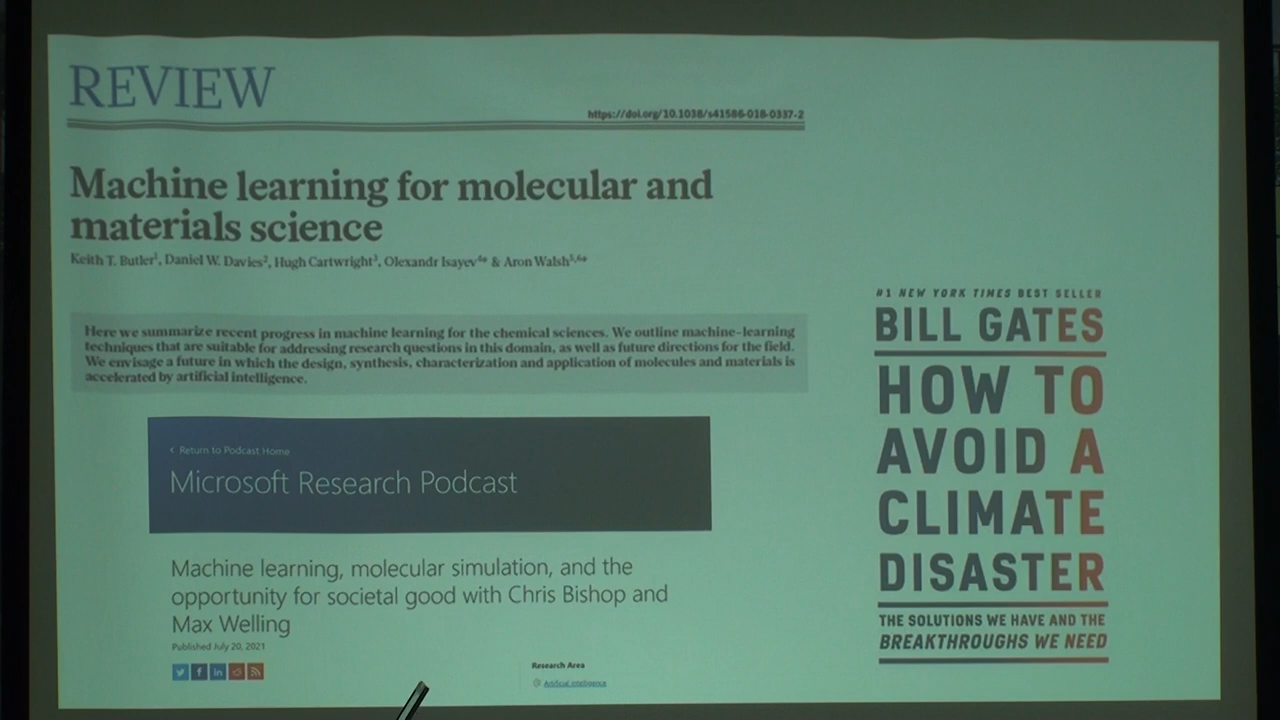 REVIEW
https://doi.org/10.1038/s41586-018-0337-2
Machine learning for molecular and
materials science
Keith T. Butler1, Daniel W. Davies2, Hugh Cartwright3, Olexandr Isayev4* & Aron Walsh5,6*
Here we summarize recent progress in machine learning for the chemical sciences. We outline machine-learning
techniques that are suitable for addressing research questions in this domain, as well as future directions for the field.
We envisage a future in which the design, synthesis, characterization and application of molecules and materials is
accelerated by artificial intelligence.
< Return to Podcast Home
Microsoft Research Podcast
Machine learning, molecular simulation, and the
opportunity for societal good with Chris Bishop and
Max Welling
Published July 20, 2021
Research Area
Artificial intelligence
#1 NEW YORK TIMES BEST SELLER
BILL GATES
HOW TO
AVOID A
CLIMATE
DISASTER
THE SOLUTIONS WE HAVE AND THE
BREAKTHROUGHS WE NEED